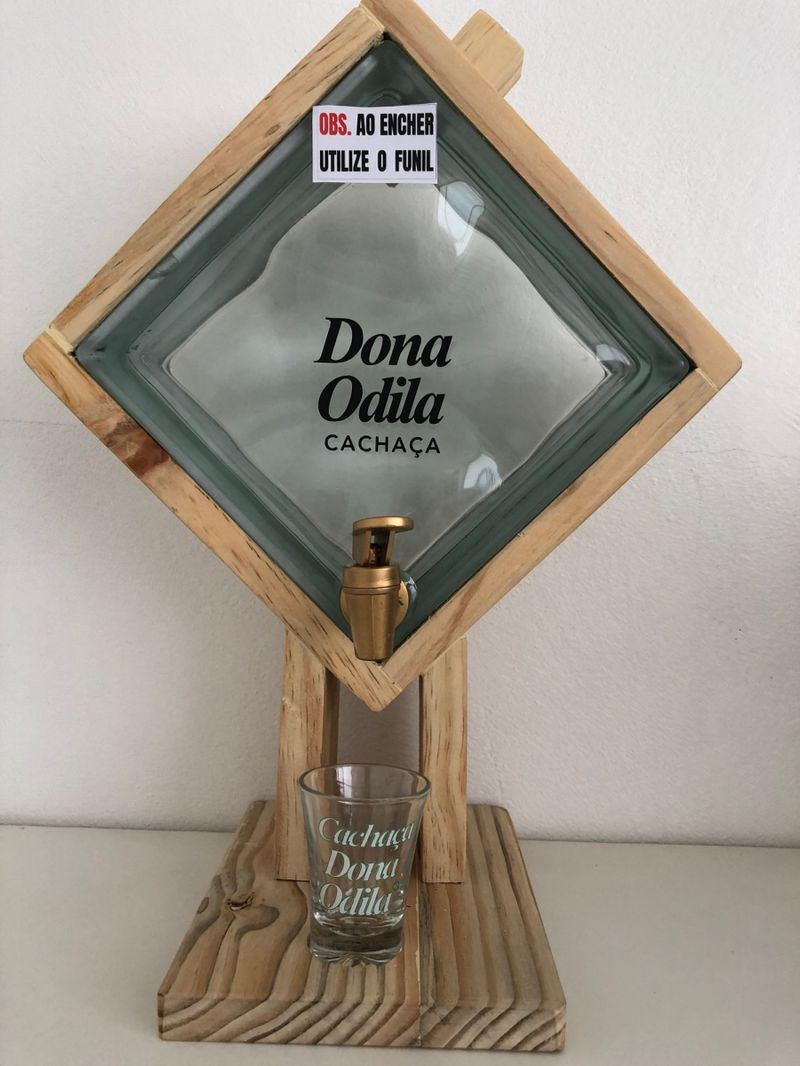 OBS. AO ENCHER
UTILIZE O FUNIL
Dona
Odila
CACHAÇA
Cachaça
Dona
Odila